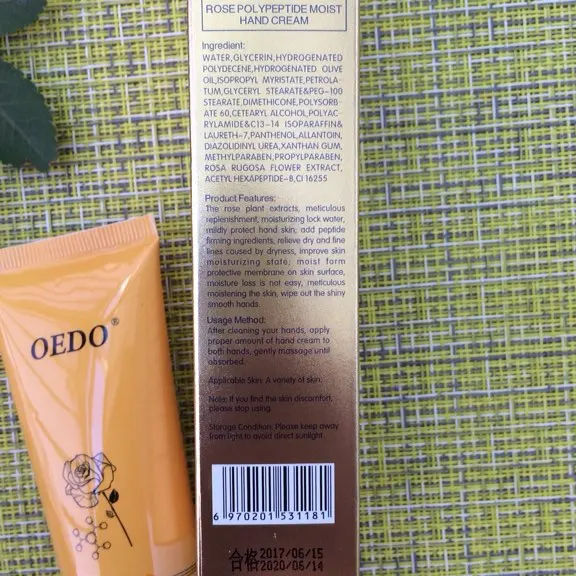 ROSE POLYPEPTIDE MOIST
HAND CREAM
Ingredient:
WATER,GLYCERIN,HYDROGENATED
POLYDECENE,HYDROGENATED OLIVE
OIL,ISOPROPYL MYRISTATE,PETROLA-
TUM,GLYCERYL STEARATE&PEG-100
STEARATE,DIMETHICONE,POLYSORB-
ATE 60,CETEARYL ALCOHOL,POLYAC-
RYLAMIDE&C13-14 ISOPARAFFIN&
LAURETH-7,PANTHENOL,ALLANTOIN,
DIAZOLIDINYL UREA,XANTHAN GUM,
METHYLPARABEN,PROPYLPARABEN,
ROSA RUGOSA FLOWER EXTRACT,
ACETYL HEXAPEPTIDE-8,CI 16255
Product Features:
The rose plant extracts, meticulous
replenishment, moisturizing lock water,
mildly protect hand skin; add peptide
firming ingredients, relieve dry and fine
lines caused by dryness, improve skin
moisturizing state; moist form
protective membrane on skin surface,
moisture loss is not easy, meticulous
moistening the skin, wipe out the shiny
smooth hands.
Usage Method:
After cleaning your hands, apply
proper amount of hand cream to
both hands, gently massage until
absorbed.
Applicable Skin: A variety of skin.
Note: If you find the skin discomfort,
please stop using.
Storage Condition: Please keep away
from light to avoid direct sunlight.
6 970201 531181
合格 2017/06/15
2020/06/14
OEDO®